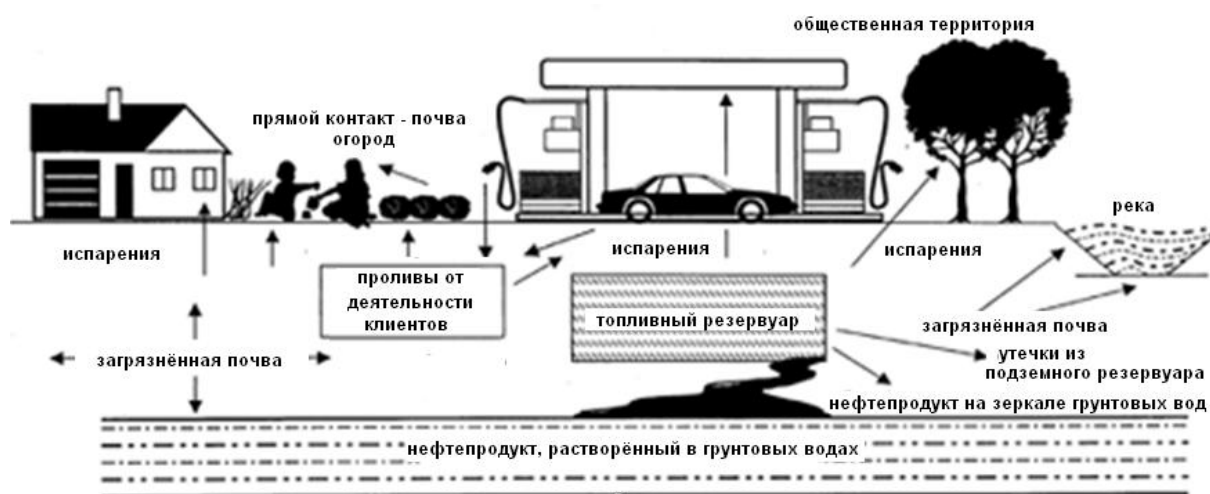 общественная территория
прямой контакт - почва
огород
река
испарения
испарения
испарения
проливы от
деятельности
клиентов
топливный резервуар
загрязнённая почва
загрязнённая почва
утечки из
подземного резервуара
нефтепродукт на зеркале грунтовых вод
нефтепродукт, растворённый в грунтовых водах